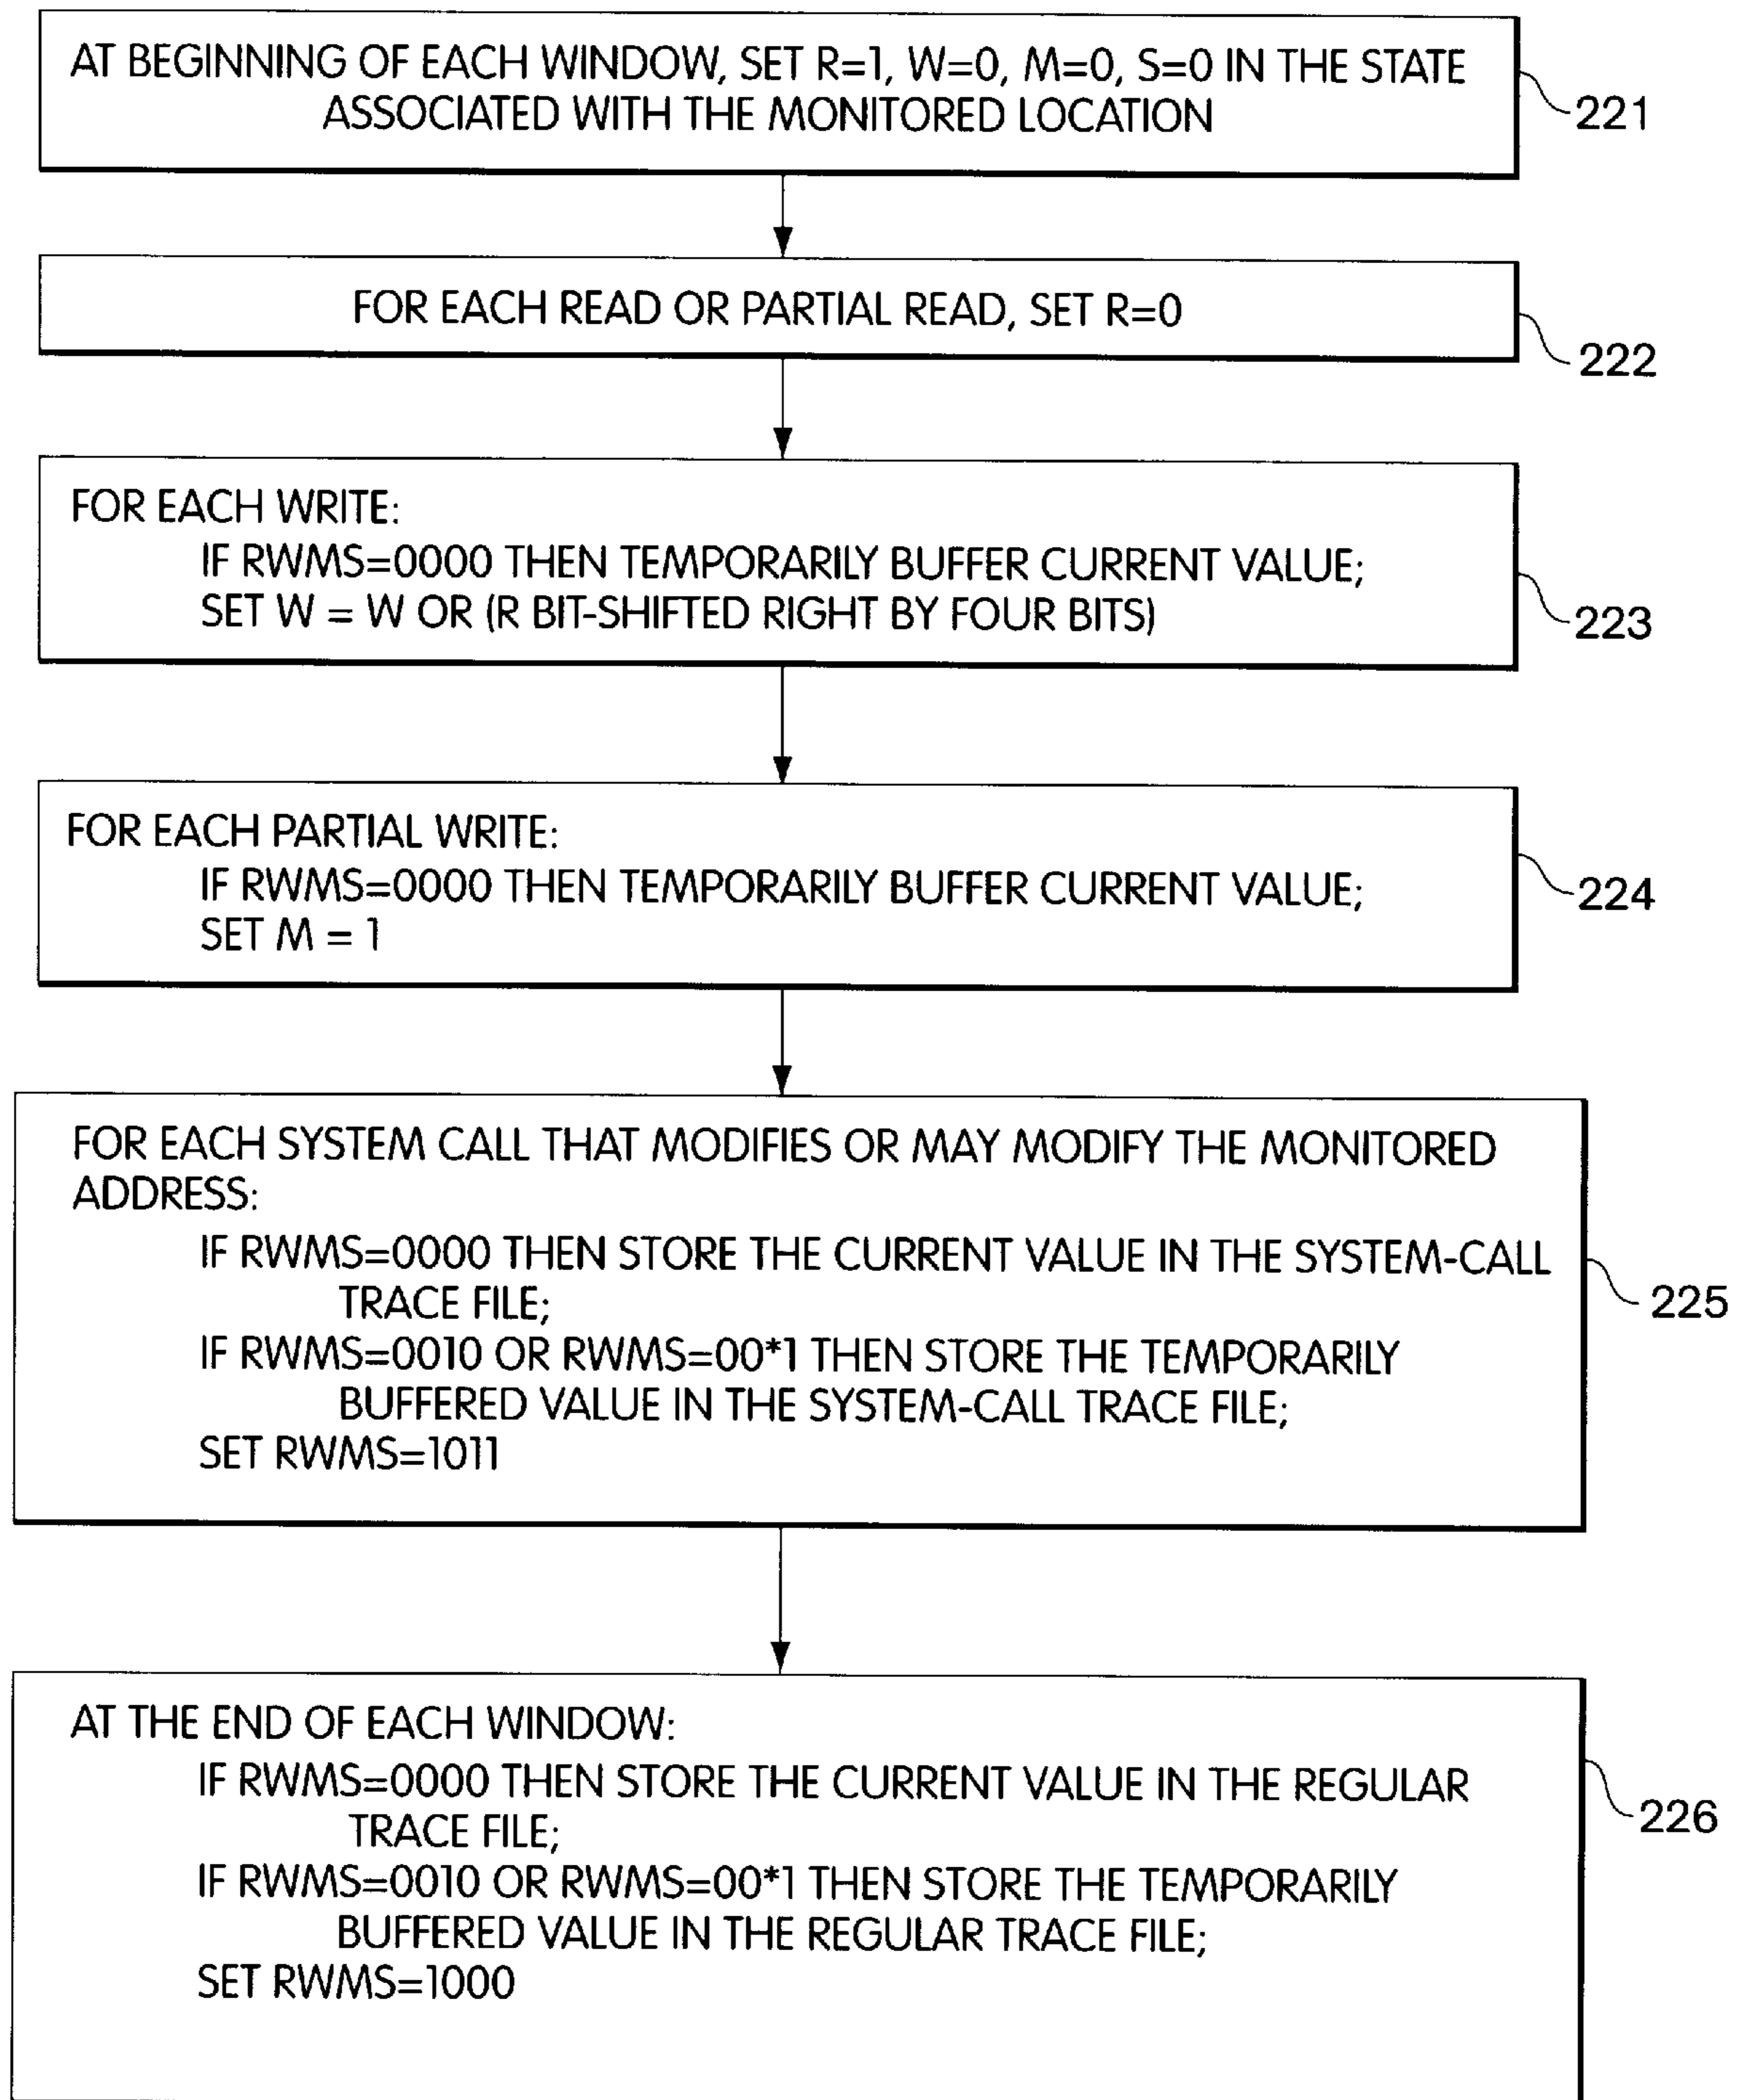 AT BEGINNING OF EACH WINDOW, SET R=1, W=0, M=0, S=0 IN THE STATE
ASSOCIATED WITH THE MONITORED LOCATION
221
FOR EACH READ OR PARTIAL READ, SET R=0
222
FOR EACH WRITE:
IF RWMS=0000 THEN TEMPORARILY BUFFER CURRENT VALUE;
SET W = W OR (R BIT-SHIFTED RIGHT BY FOUR BITS)
223
FOR EACH PARTIAL WRITE:
IF RWMS=0000 THEN TEMPORARILY BUFFER CURRENT VALUE;
SET M = 1
224
FOR EACH SYSTEM CALL THAT MODIFIES OR MAY MODIFY THE MONITORED
ADDRESS:
IF RWMS=0000 THEN STORE THE CURRENT VALUE IN THE SYSTEM-CALL
TRACE FILE;
IF RWMS=0010 OR RWMS=00*1 THEN STORE THE TEMPORARILY
BUFFERED VALUE IN THE SYSTEM-CALL TRACE FILE;
SET RWMS=1011
225
AT THE END OF EACH WINDOW:
IF RWMS=0000 THEN STORE THE CURRENT VALUE IN THE REGULAR
TRACE FILE;
IF RWMS=0010 OR RWMS=00*1 THEN STORE THE TEMPORARILY
BUFFERED VALUE IN THE REGULAR TRACE FILE;
SET RWMS=1000
226